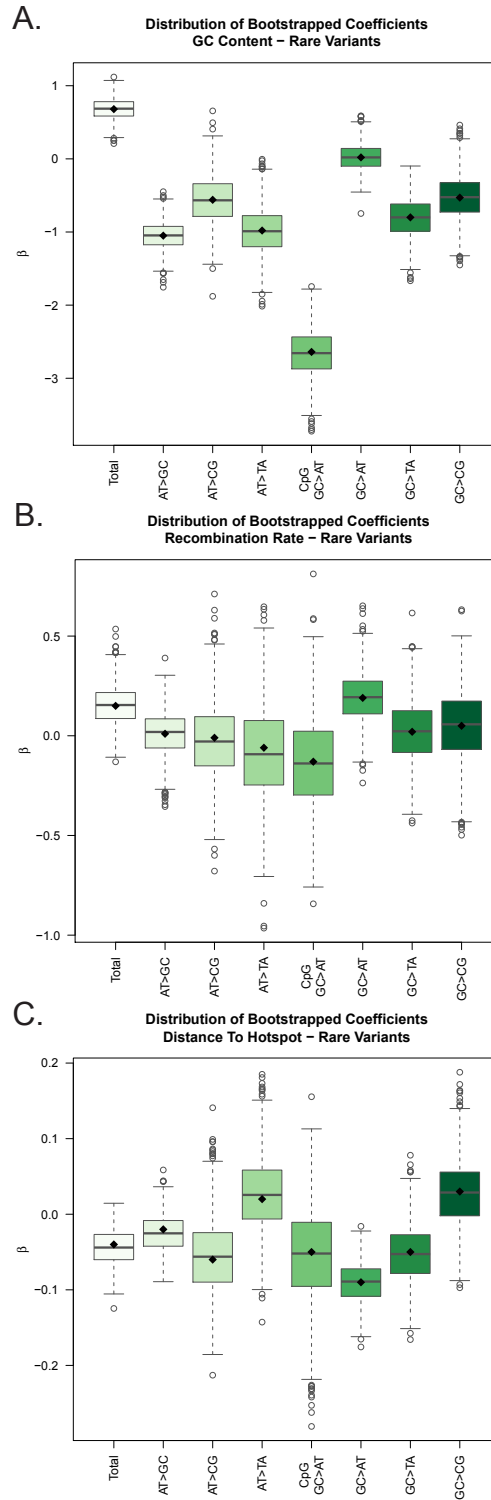 A.
Distribution of Bootstrapped Coefficients
GC Content − Rare Variants
1
0
−1
−2
−3
β
Total
AT>GC
AT>CG
AT>TA
CpG
GC>AT
GC>AT
GC>TA
GC>CG
B.
Distribution of Bootstrapped Coefficients
Recombination Rate − Rare Variants
0.5
0.0
−0.5
−1.0
β
Total
AT>GC
AT>CG
AT>TA
CpG
GC>AT
GC>AT
GC>TA
GC>CG
C.
Distribution of Bootstrapped Coefficients
Distance To Hotspot − Rare Variants
0.2
0.1
0.0
−0.1
−0.2
β
Total
AT>GC
AT>CG
AT>TA
CpG
GC>AT
GC>AT
GC>TA
GC>CG